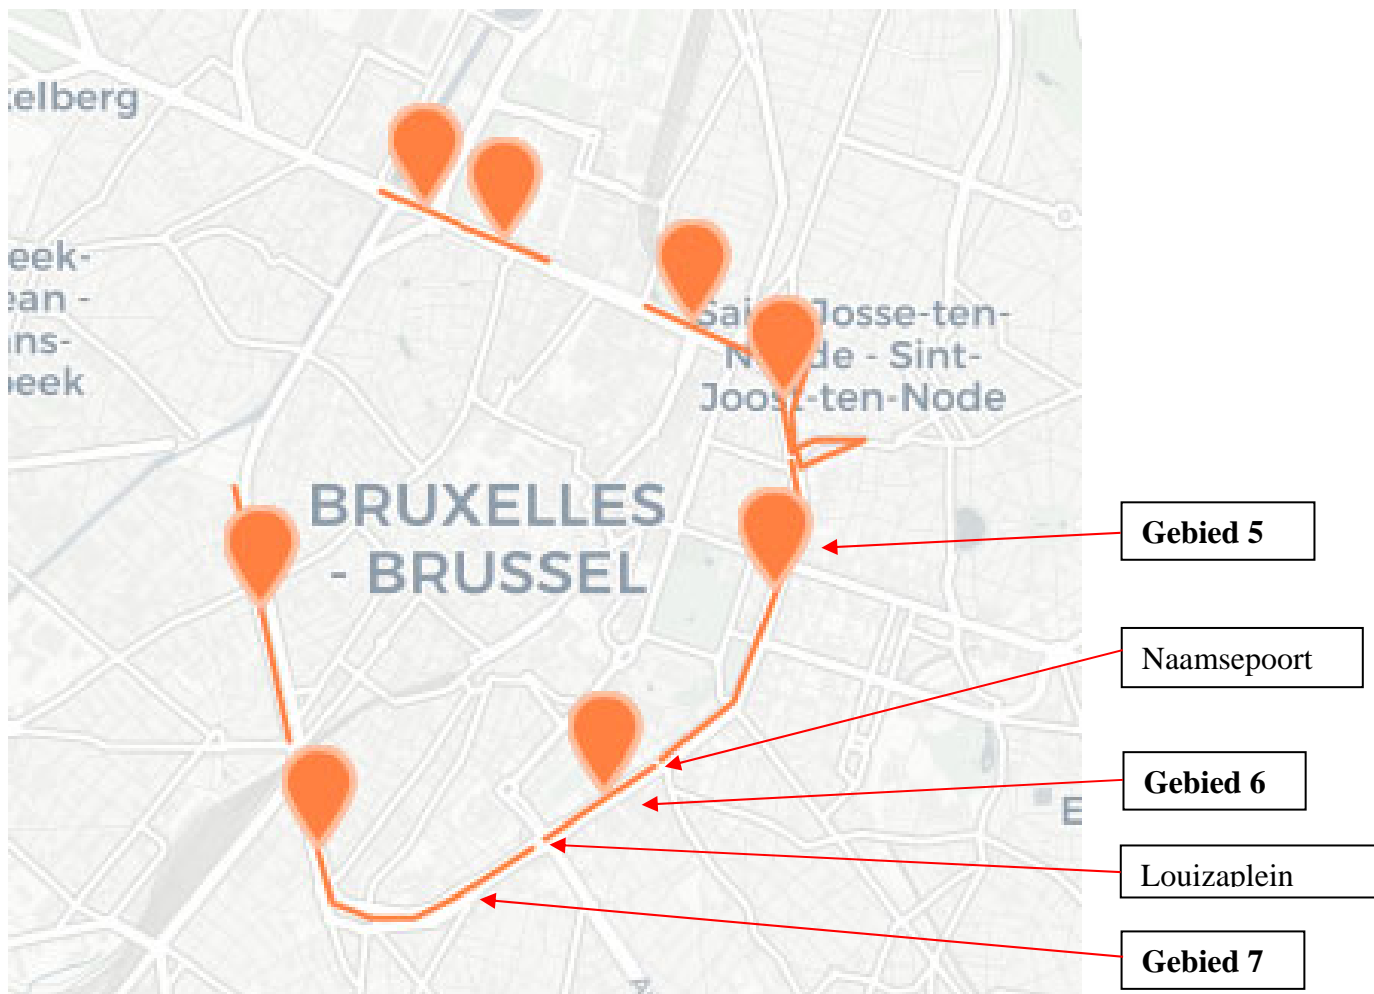 elberg
eek-
ean -
ns-
eek
Saint-Josse-ten-
Node - Sint-
Joost-ten-Node
BRUXELLES
- BRUSSEL
Gebied 5
Naamsepoort
Gebied 6
E
Louizaplein
Gebied 7